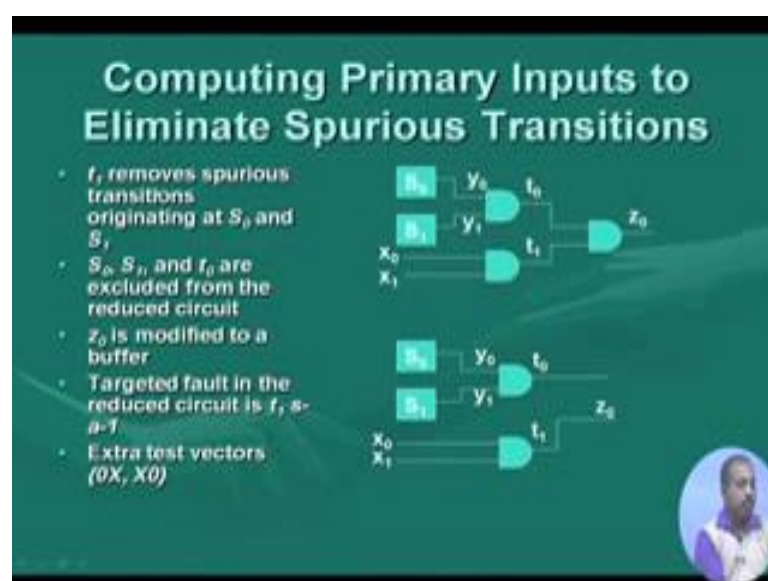 Computing Primary Inputs to
Eliminate Spurious Transitions
• t₁ removes spurious
transitions
originating at S₀ and
S₁
• S₀, S₁, and t₀ are
excluded from the
reduced circuit
• z₀ is modified to a
buffer
• Targeted fault in the
reduced circuit is t₁ s-
a-1
• Extra test vectors
(0X, X0)
S₀ y₀ t₀
z₀
S₁ y₁
x₀ t₁
x₁
S₀ y₀ t₀
S₁ y₁ z₀
x₀ t₁
x₁